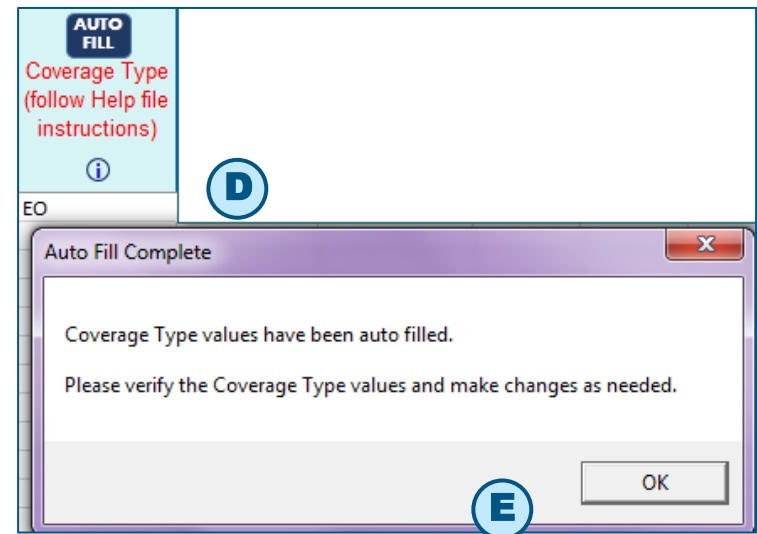 AUTO
FILL
Coverage Type
(follow Help file
instructions)
i
D
EO
Auto Fill Complete
x
Coverage Type values have been auto filled.
Please verify the Coverage Type values and make changes as needed.
OK
E